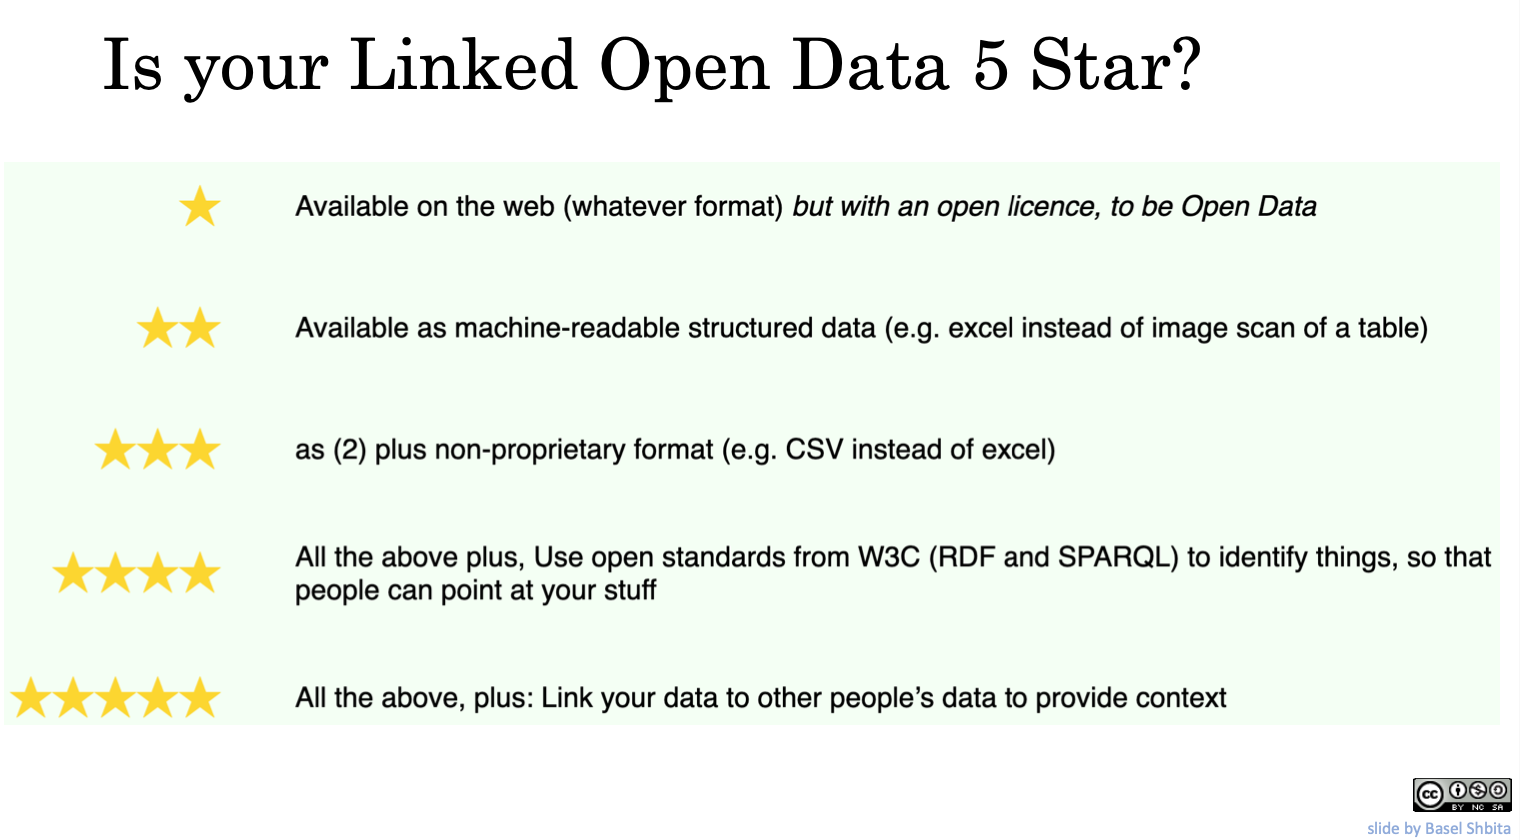 Is your Linked Open Data 5 Star?
Available on the web (whatever format) but with an open licence, to be Open Data
Available as machine-readable structured data (e.g. excel instead of image scan of a table)
as (2) plus non-proprietary format (e.g. CSV instead of excel)
All the above plus, Use open standards from W3C (RDF and SPARQL) to identify things, so that
people can point at your stuff
All the above, plus: Link your data to other people’s data to provide context
cc
BY NC SA
slide by Basel Shbita